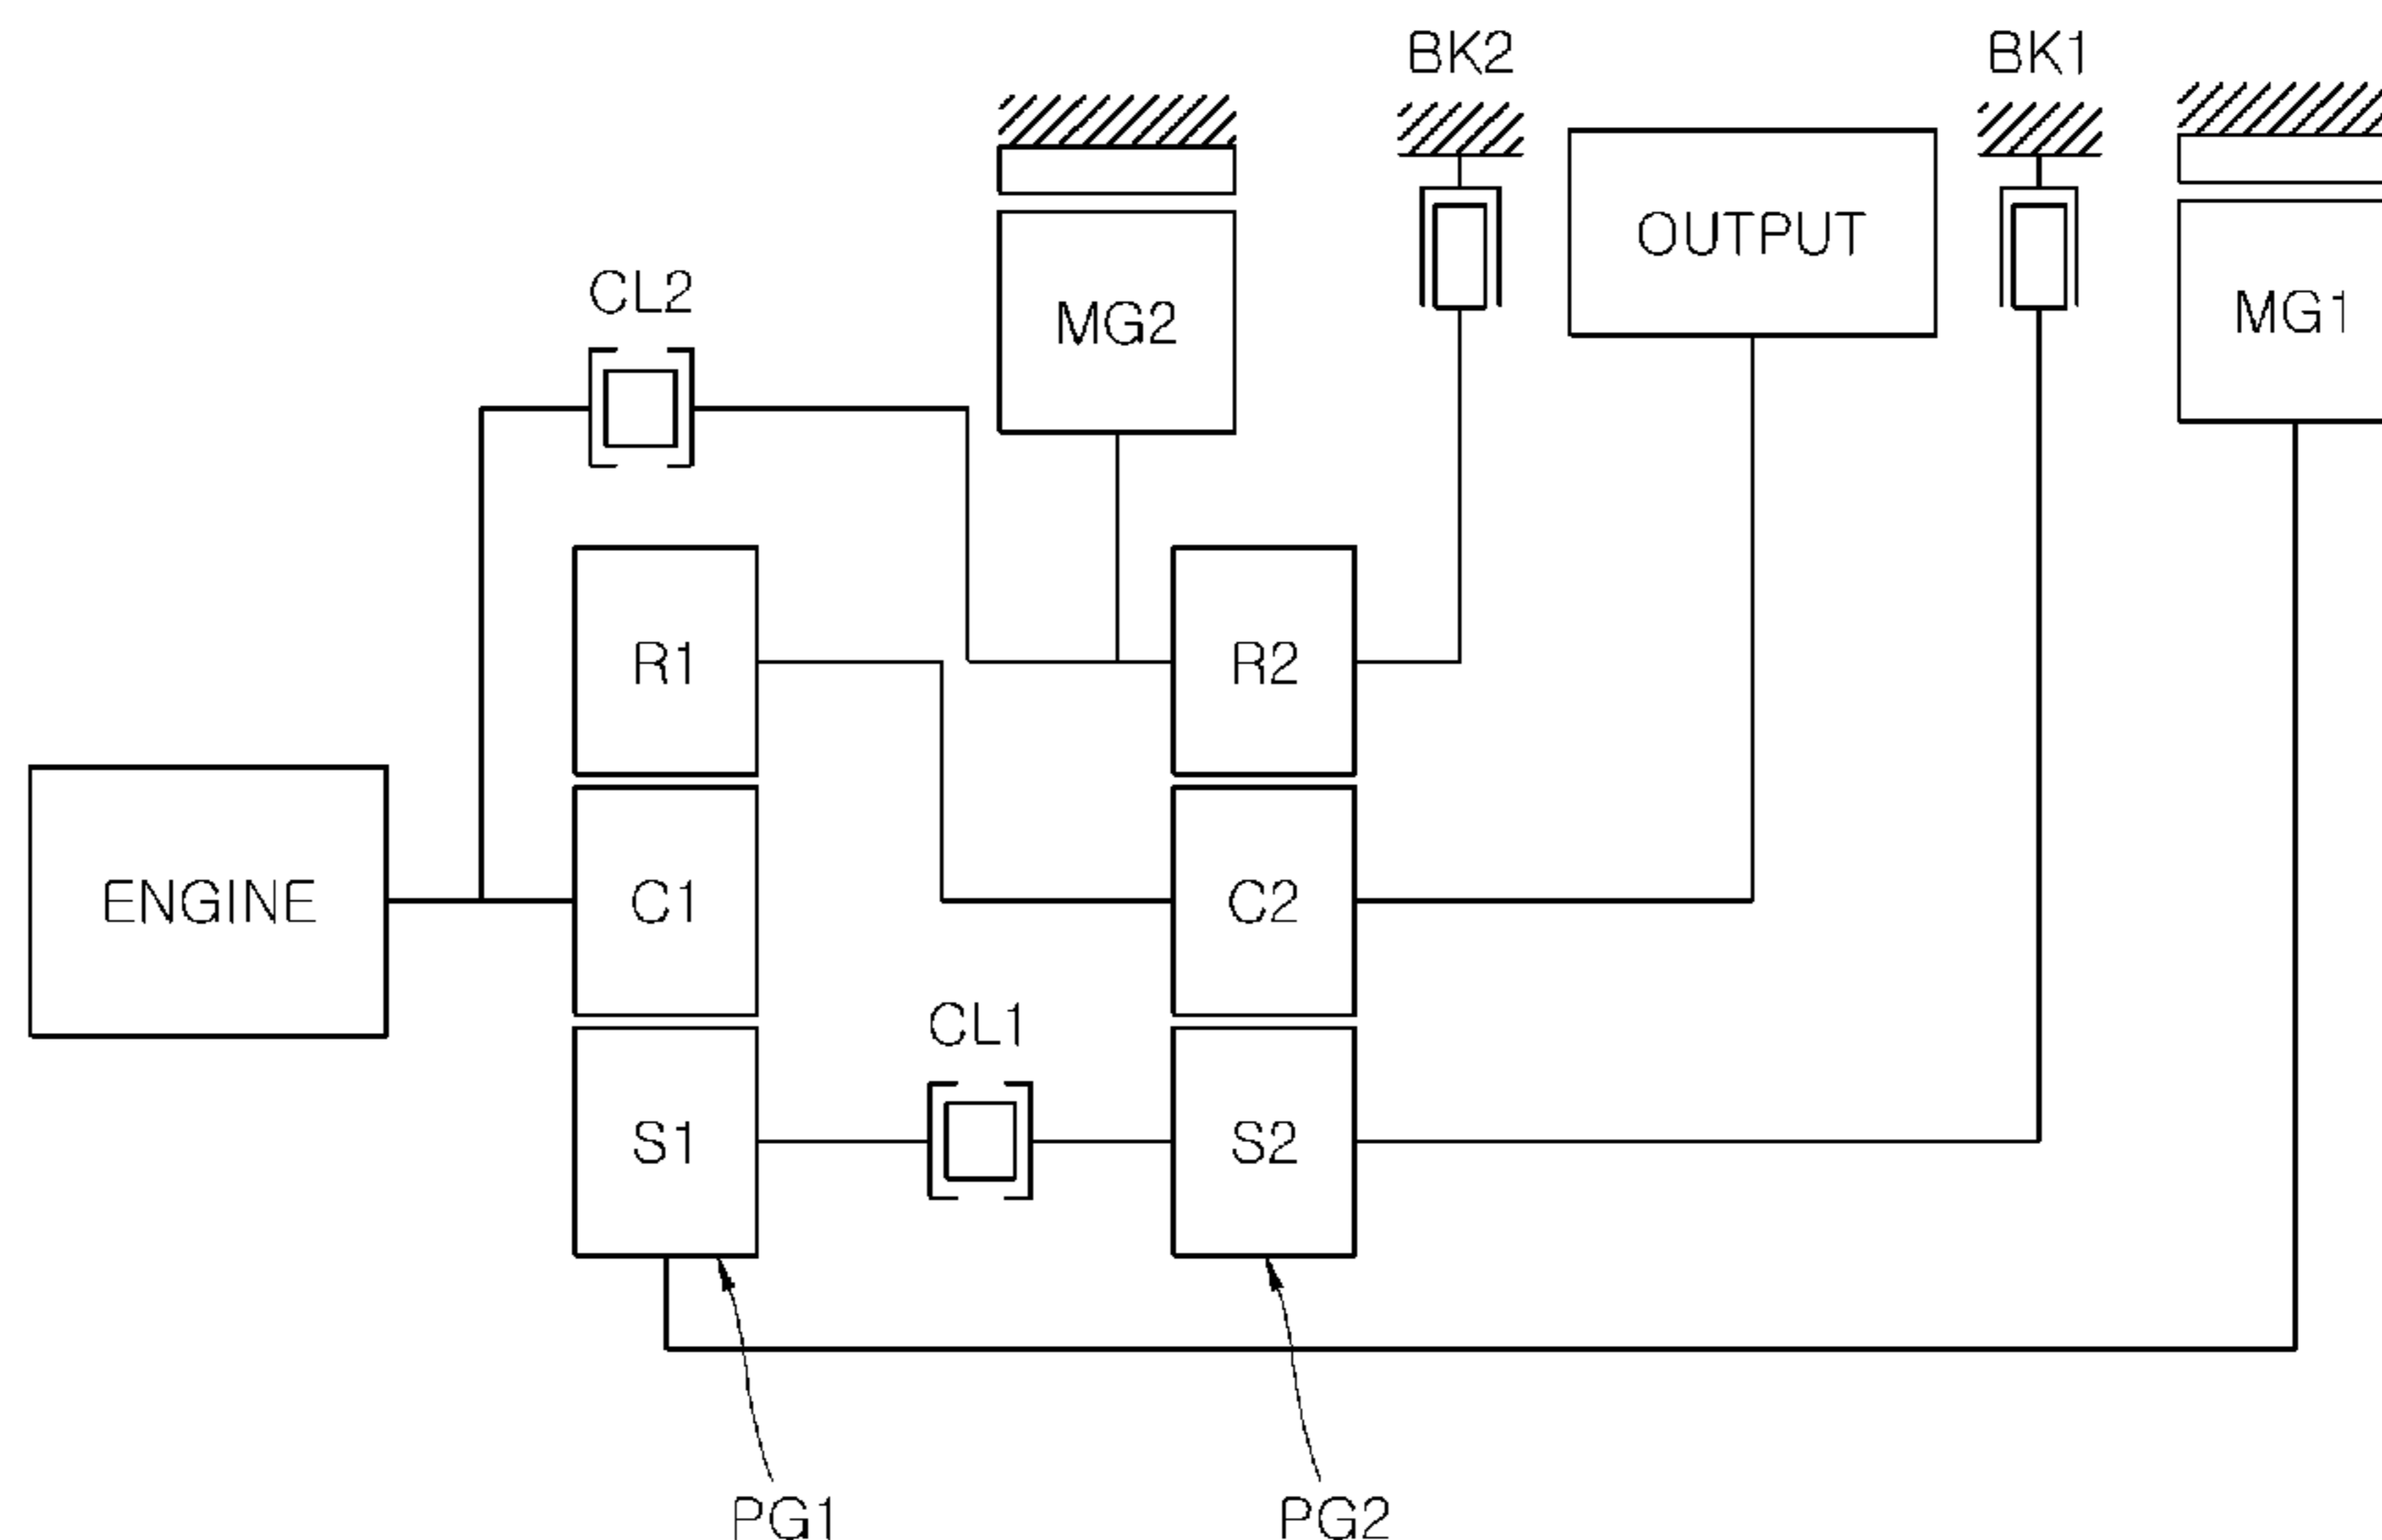 BK2
BK1
CL2
MG2
OUTPUT
MG1
R1
R2
ENGINE
C1
C2
CL1
S1
S2
PG1
PG2